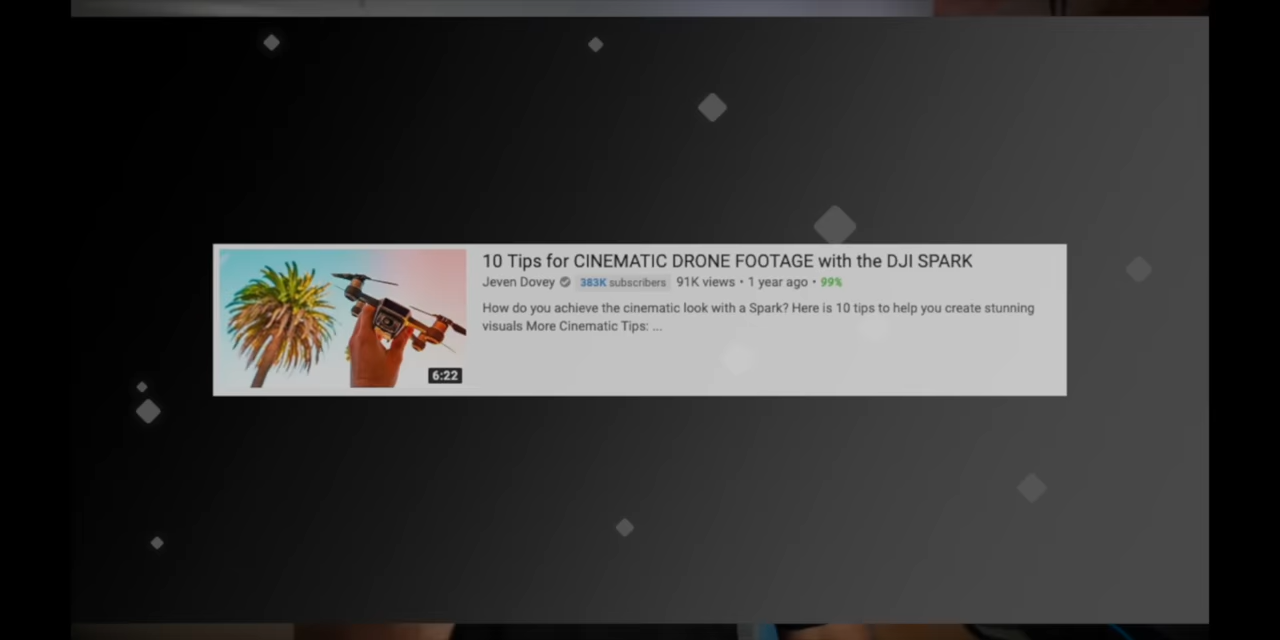 10 Tips for CINEMATIC DRONE FOOTAGE with the DJI SPARK
Jeven Dovey 383K subscribers 91K views • 1 year ago • 99%
How do you achieve the cinematic look with a Spark? Here is 10 tips to help you create stunning
visuals More Cinematic Tips: ...
6:22